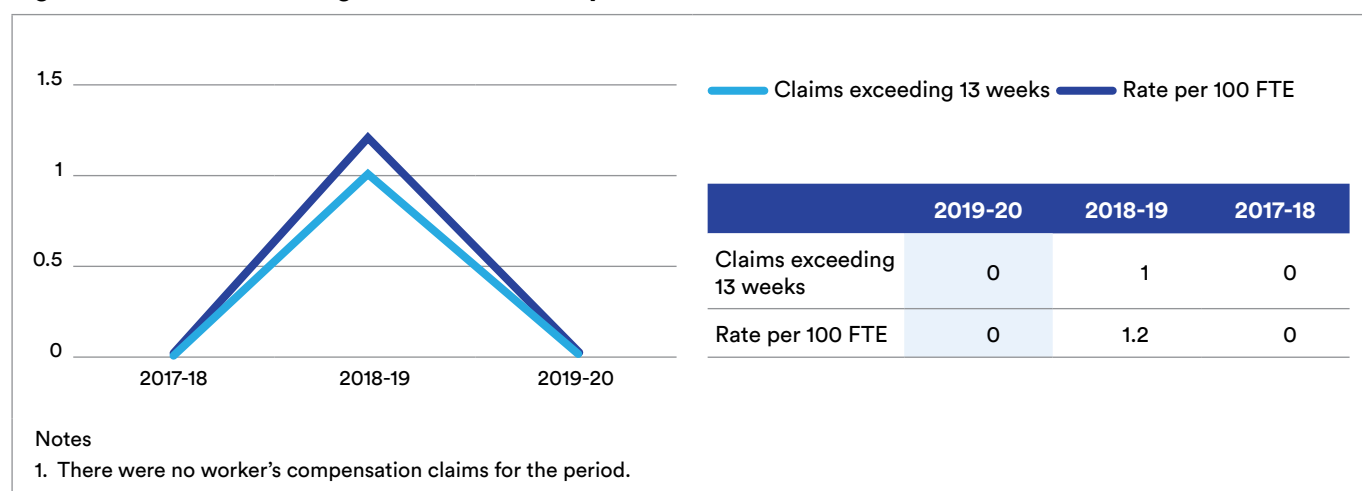 1.5
1
0.5
0
2017-18 2018-19 2019-20
Claims exceeding 13 weeks Rate per 100 FTE
2019-20 2018-19 2017-18
Claims exceeding
13 weeks 0 1 0
Rate per 100 FTE 0 1.2 0
Notes
1. There were no worker’s compensation claims for the period.